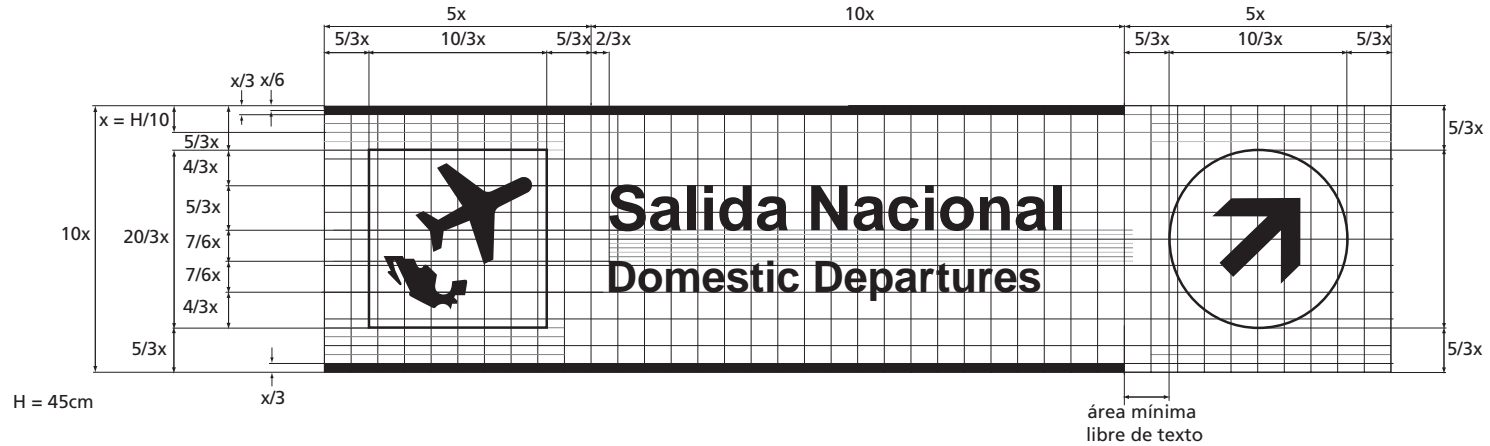 5x 10x 5x
5/3x 10/3x 5/3x 2/3x 5/3x 10/3x 5/3x
x/3 x/6
x = H/10
5/3x
5/3x
4/3x
Salida Nacional
5/3x
10x
20/3x
7/6x
7/6x
Domestic Departures
4/3x
5/3x
5/3x
x/3
H = 45cm
área mínima
libre de texto